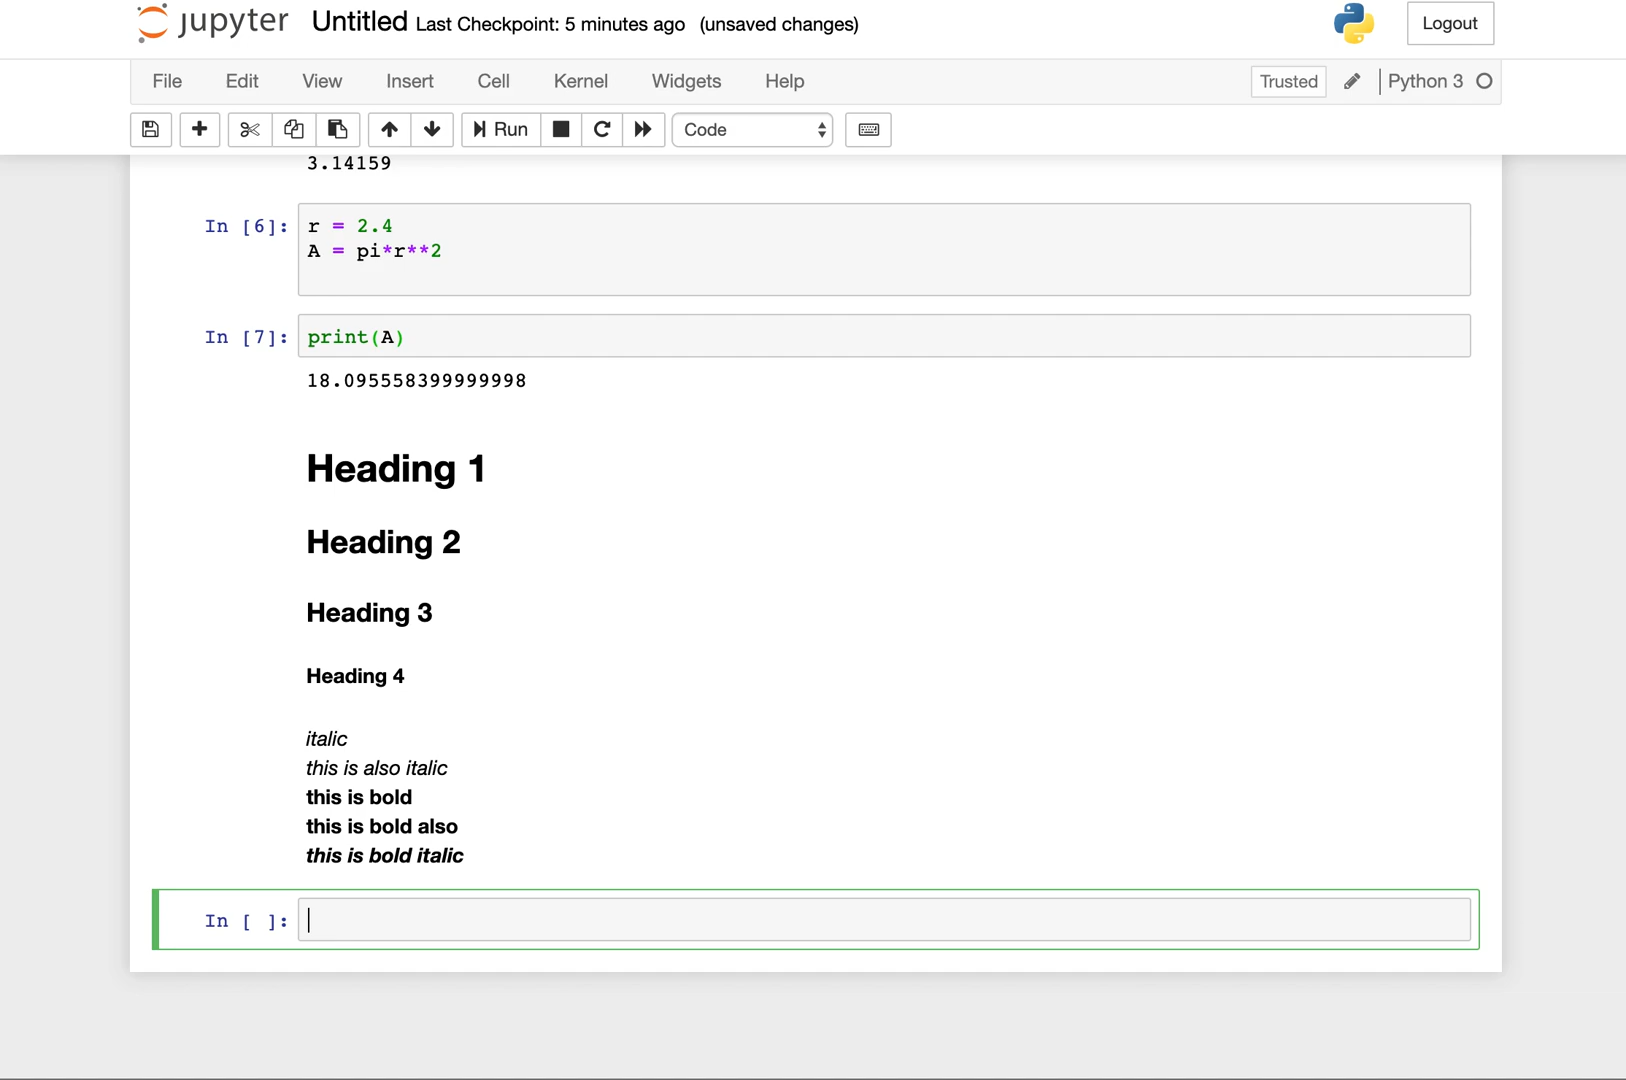 jupyter Untitled Last Checkpoint: 5 minutes ago (unsaved changes) Logout
File Edit View Insert Cell Kernel Widgets Help Trusted Python 3
Run Code
3.14159
In [6]: r = 2.4
A = pi*r**2
In [7]: print(A)
18.095558399999998
Heading 1
Heading 2
Heading 3
Heading 4
italic
this is also italic
this is bold
this is bold also
this is bold italic
In [ ]: